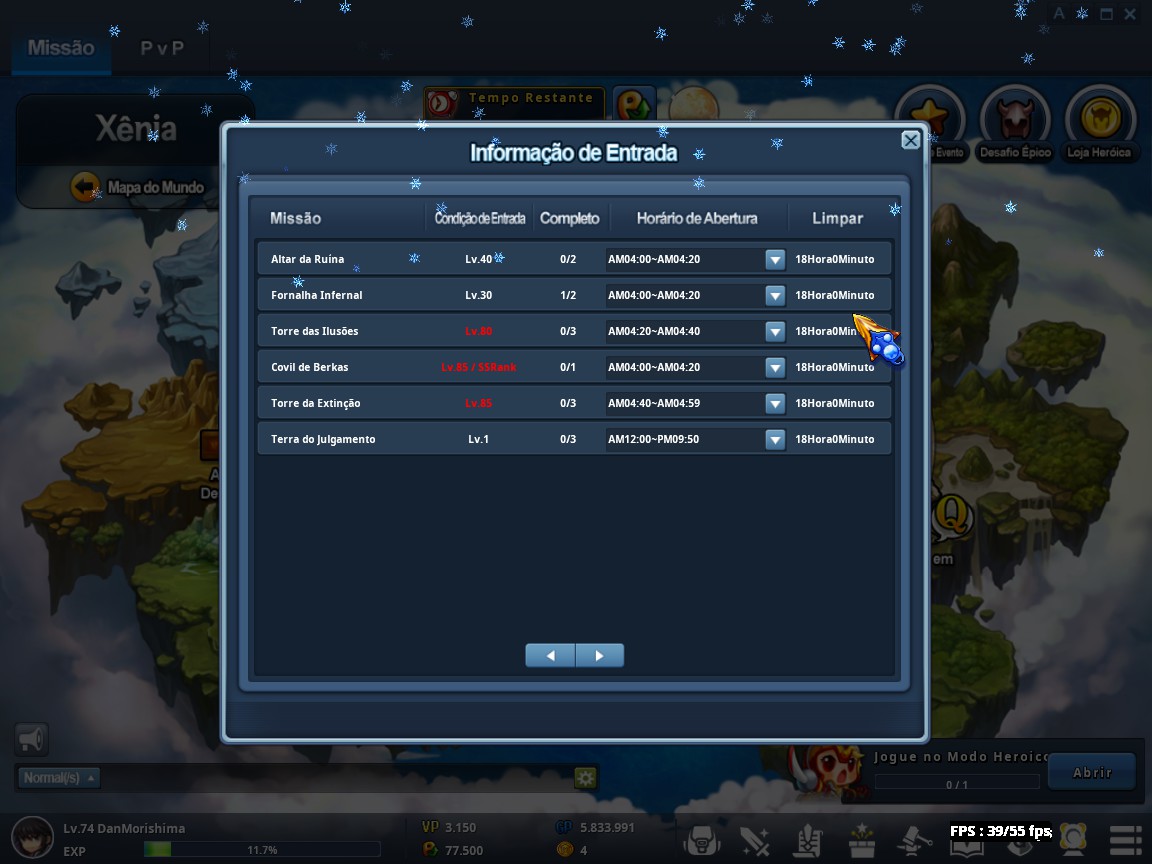 A
Missão
P v P
Tempo Restante
Xênia
Mapa do Mundo
Evento
Desafio Épico
Loja Heróica
Informação de Entrada
Missão Condição de Entrada Completo Horário de Abertura Limpar
Altar da Ruína Lv.40 0/2 AM04:00~AM04:20 18Hora0Minuto
Fornalha Infernal Lv.30 1/2 AM04:00~AM04:20 18Hora0Minuto
Torre das Ilusões Lv.80 0/3 AM04:20~AM04:40 18Hora0Min
Covil de Berkas Lv.85 / SSRank 0/1 AM04:00~AM04:20 18Hora0Minuto
Torre da Extinção Lv.85 0/3 AM04:40~AM04:59 18Hora0Minuto
Terra do Julgamento Lv.1 0/3 AM12:00~PM09:50 18Hora0Minuto
A
De
Q
em
Normal(/s)
Jogue no Modo Heroico
0 / 1
Abrir
Lv.74 DanMorishima
EXP 11.7%
VP 3.150
77.500
GP 5.833.991
4
FPS : 39/55 fps;